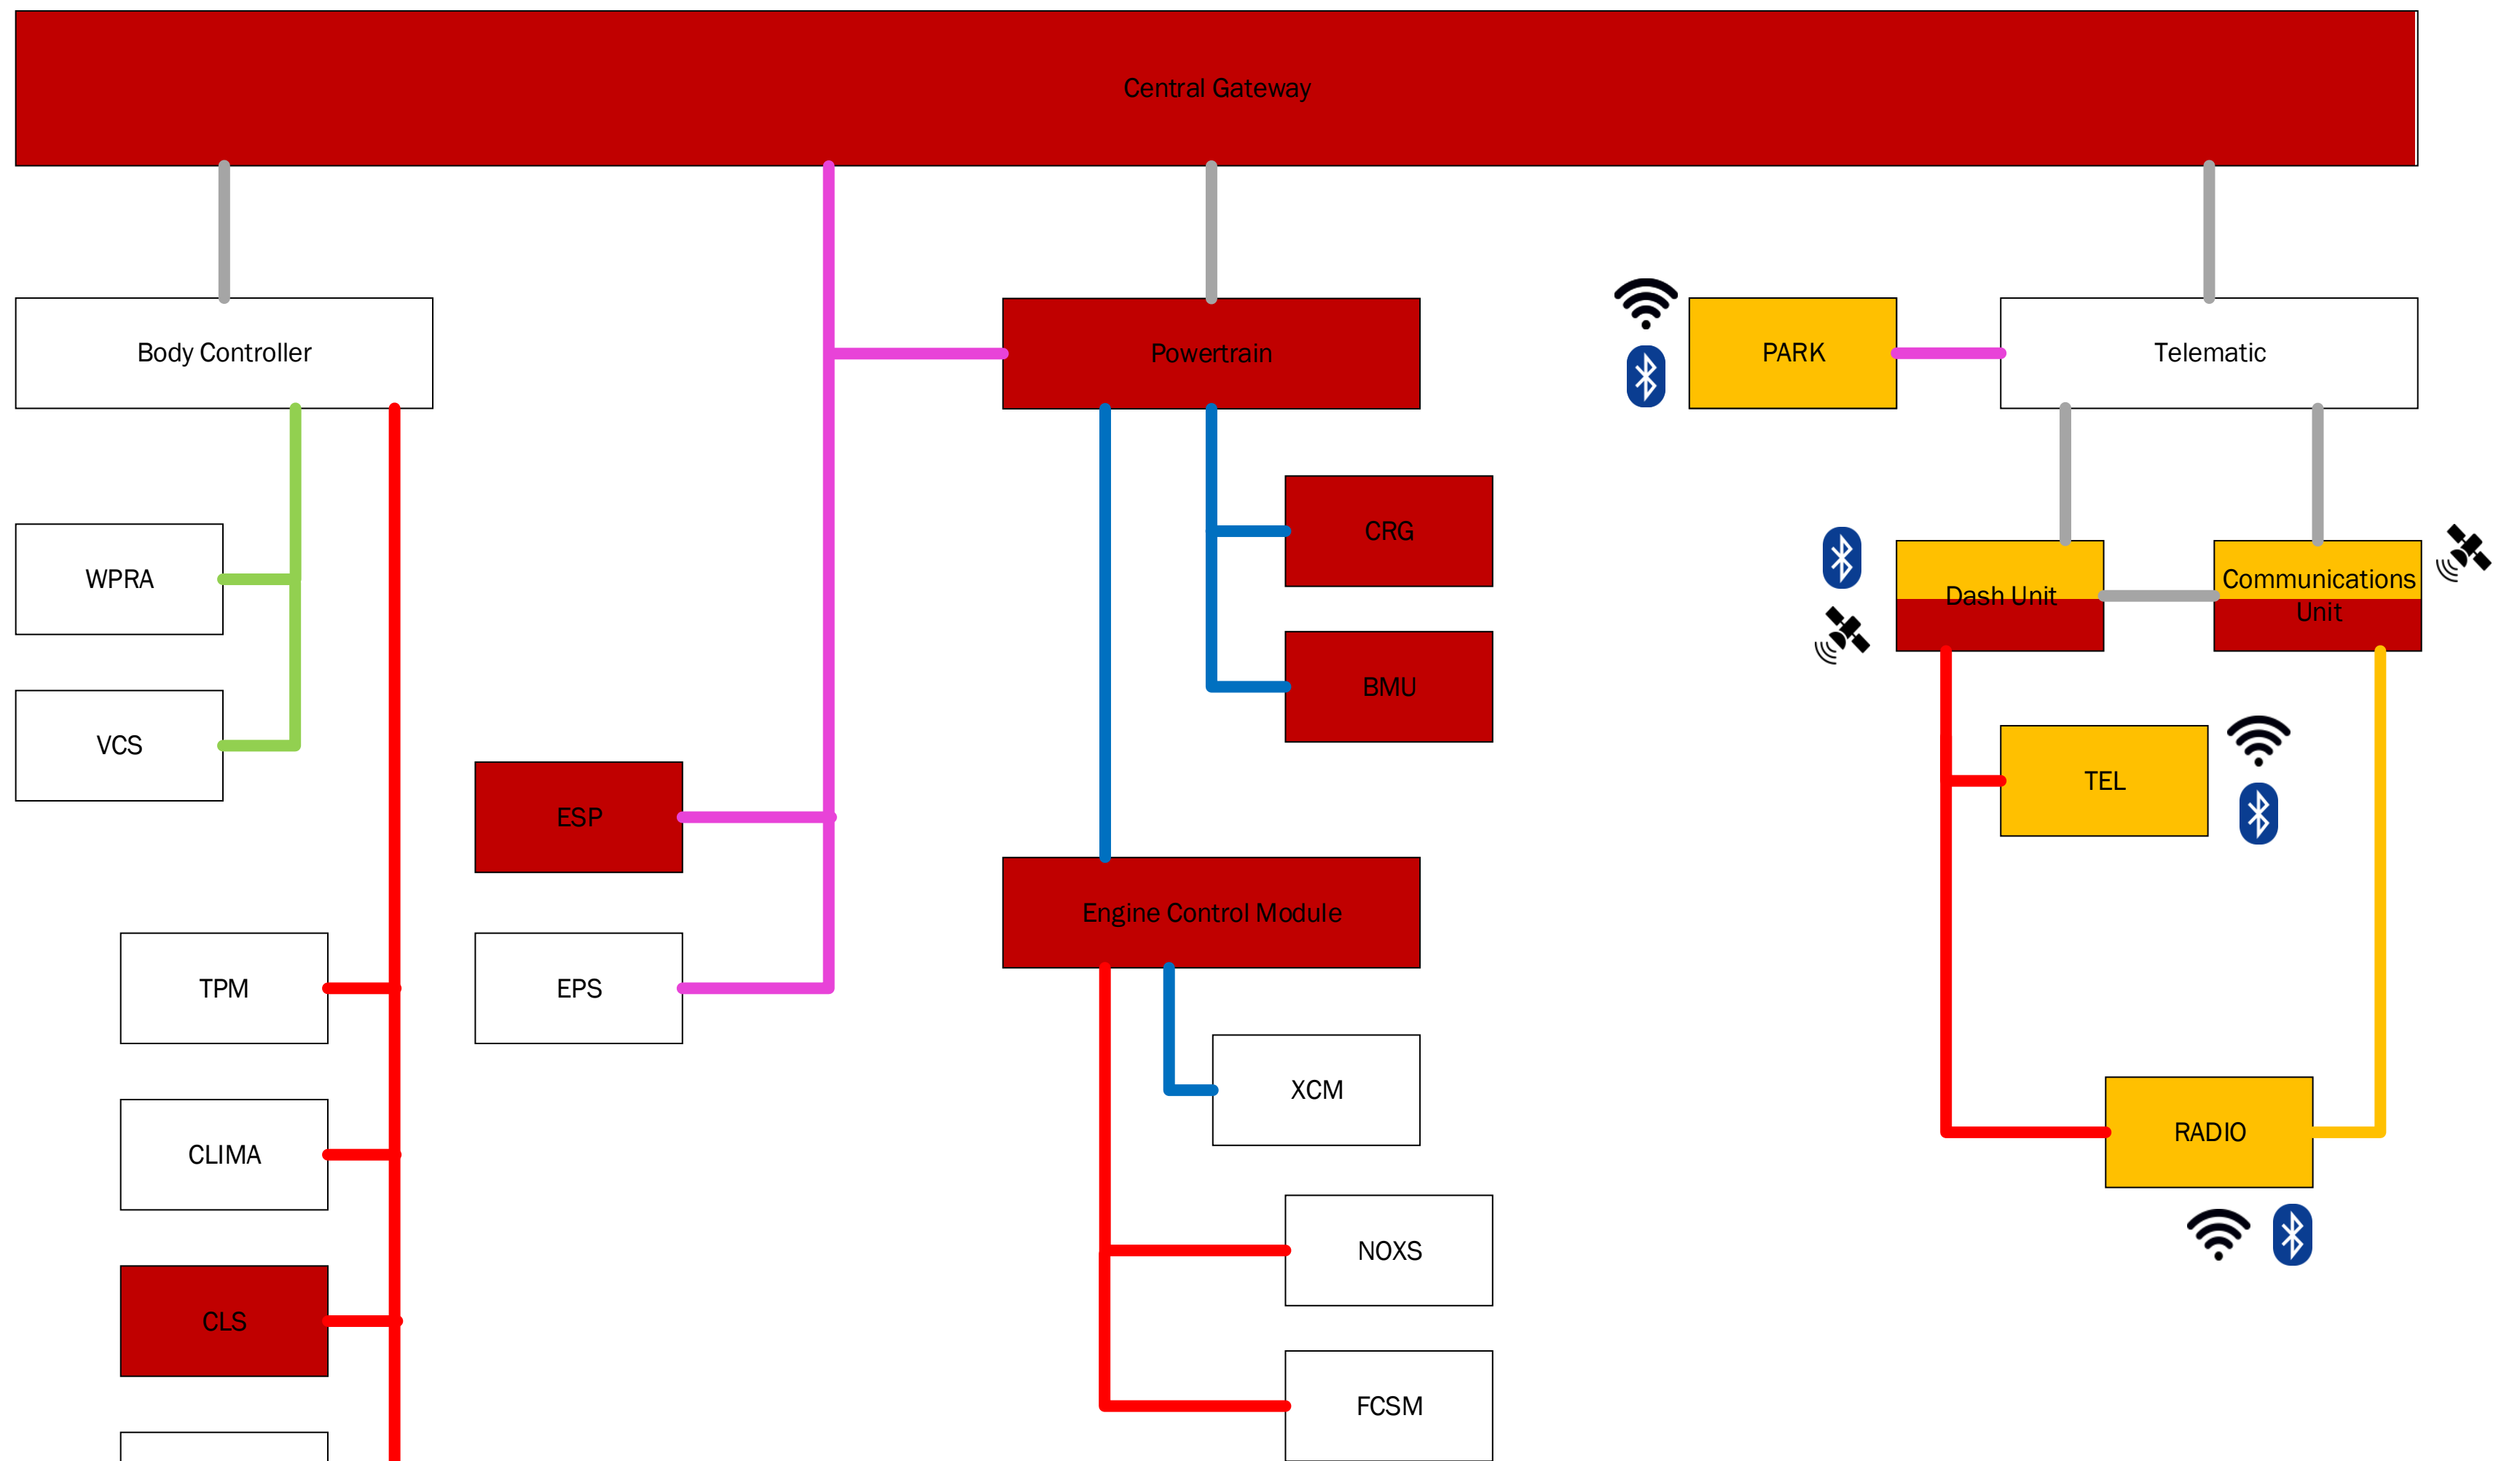 Central Gateway
Body Controller
Powertrain
PARK
Telematic
CRG
WPRA
Dash Unit
Communications
Unit
BMU
VCS
TEL
ESP
Engine Control Module
TPM
EPS
XCM
RADIO
CLIMA
NOXS
CLS
FCSM